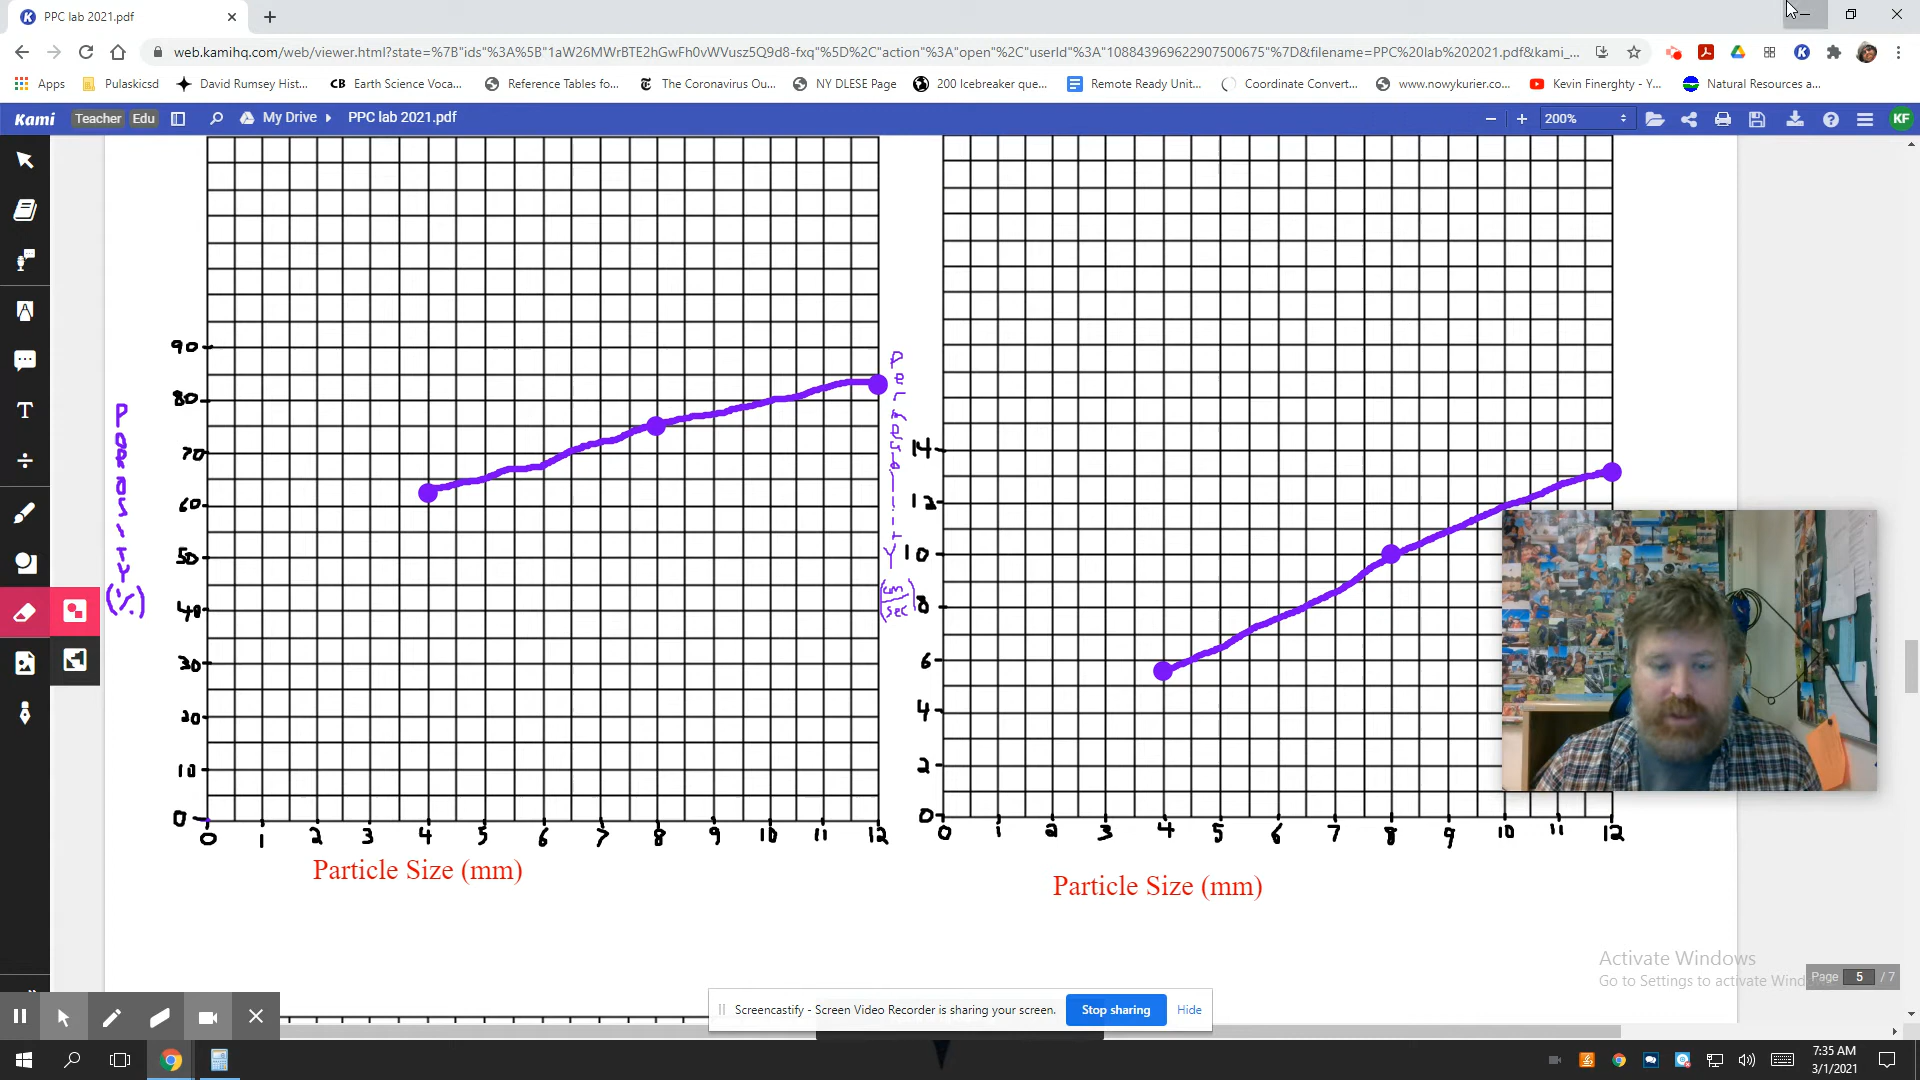 PPC lab 2021.pdf
web.kamihq.com/web/viewer.html?state=%7B"ids"%3A%5B"1aW26MWrBTE2hGwFh0vWVusz5Q9d8-fxq"%5D%2C"action"%3A"open"%2C"userId"%3A"108843969622907500675"%7D&filename=PPC%20lab%202021.pdf&kami_...
Apps Pulaskicsd David Rumsey Hist... Earth Science Voca... Reference Tables fo... The Coronavirus Ou... NY DLESE Page 200 Icebreaker que... Remote Ready Unit... Coordinate Convert... www.nowykurier.co... Kevin Finerghty - Y... Natural Resources a...
Kami Teacher Edu My Drive PPC lab 2021.pdf 200% KF
90
80
70
60
50
40
30
20
10
0
Porosity (%)
0 1 2 3 4 5 6 7 8 9 10 11 12
Particle Size (mm)
14
12
10
8
6
4
2
0
(cm/sec)
0 1 2 3 4 5 6 7 8 9 10 11 12
Particle Size (mm)
Activate Windows
Go to Settings to activate Wind
Page 5 / 7
Screencastify - Screen Video Recorder is sharing your screen. Stop sharing Hide
7:35 AM
3/1/2021